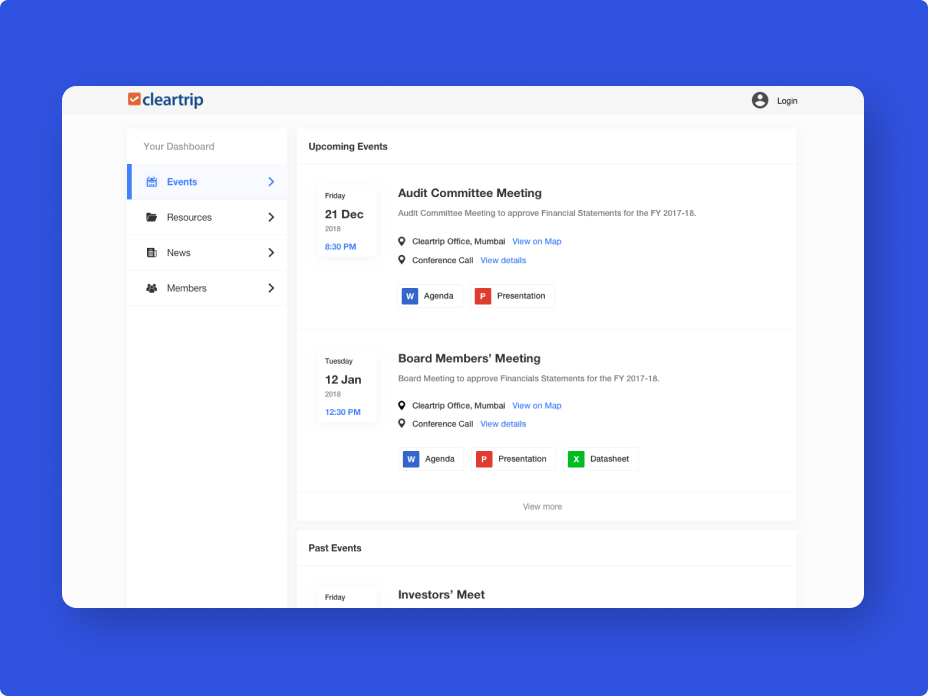 cleartrip
Login
Your Dashboard
Events
Resources
News
Members
Upcoming Events
Friday
21 Dec
2018
8:30 PM
Audit Committee Meeting
Audit Committee Meeting to approve Financial Statements for the FY 2017-18.
Cleartrip Office, Mumbai View on Map
Conference Call View details
W Agenda P Presentation
Tuesday
12 Jan
2018
12:30 PM
Board Members' Meeting
Board Meeting to approve Financials Statements for the FY 2017-18.
Cleartrip Office, Mumbai View on Map
Conference Call View details
W Agenda P Presentation X Datasheet
View more
Past Events
Friday
Investors' Meet